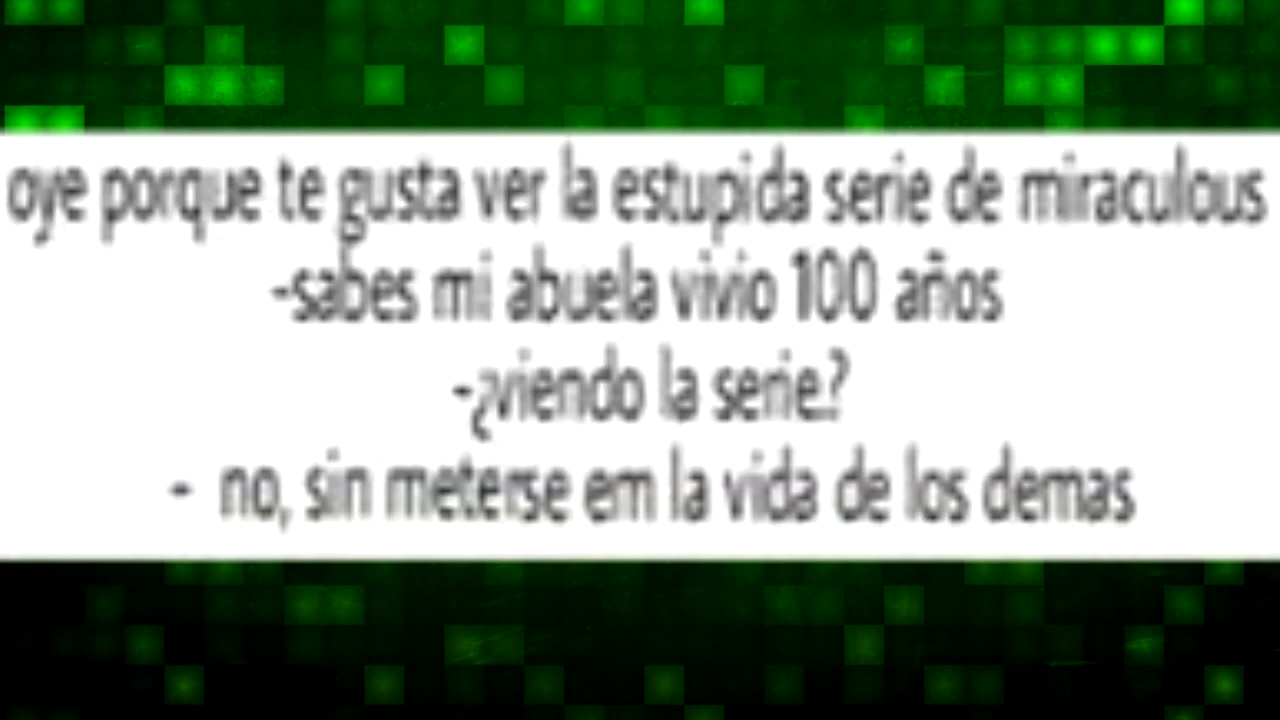 oye porque te gusta ver la estupida serie de miraculous
-sabes mi abuela vivio 100 años
-¿viendo la serie.?
- no, sin meterse em la vida de los demas